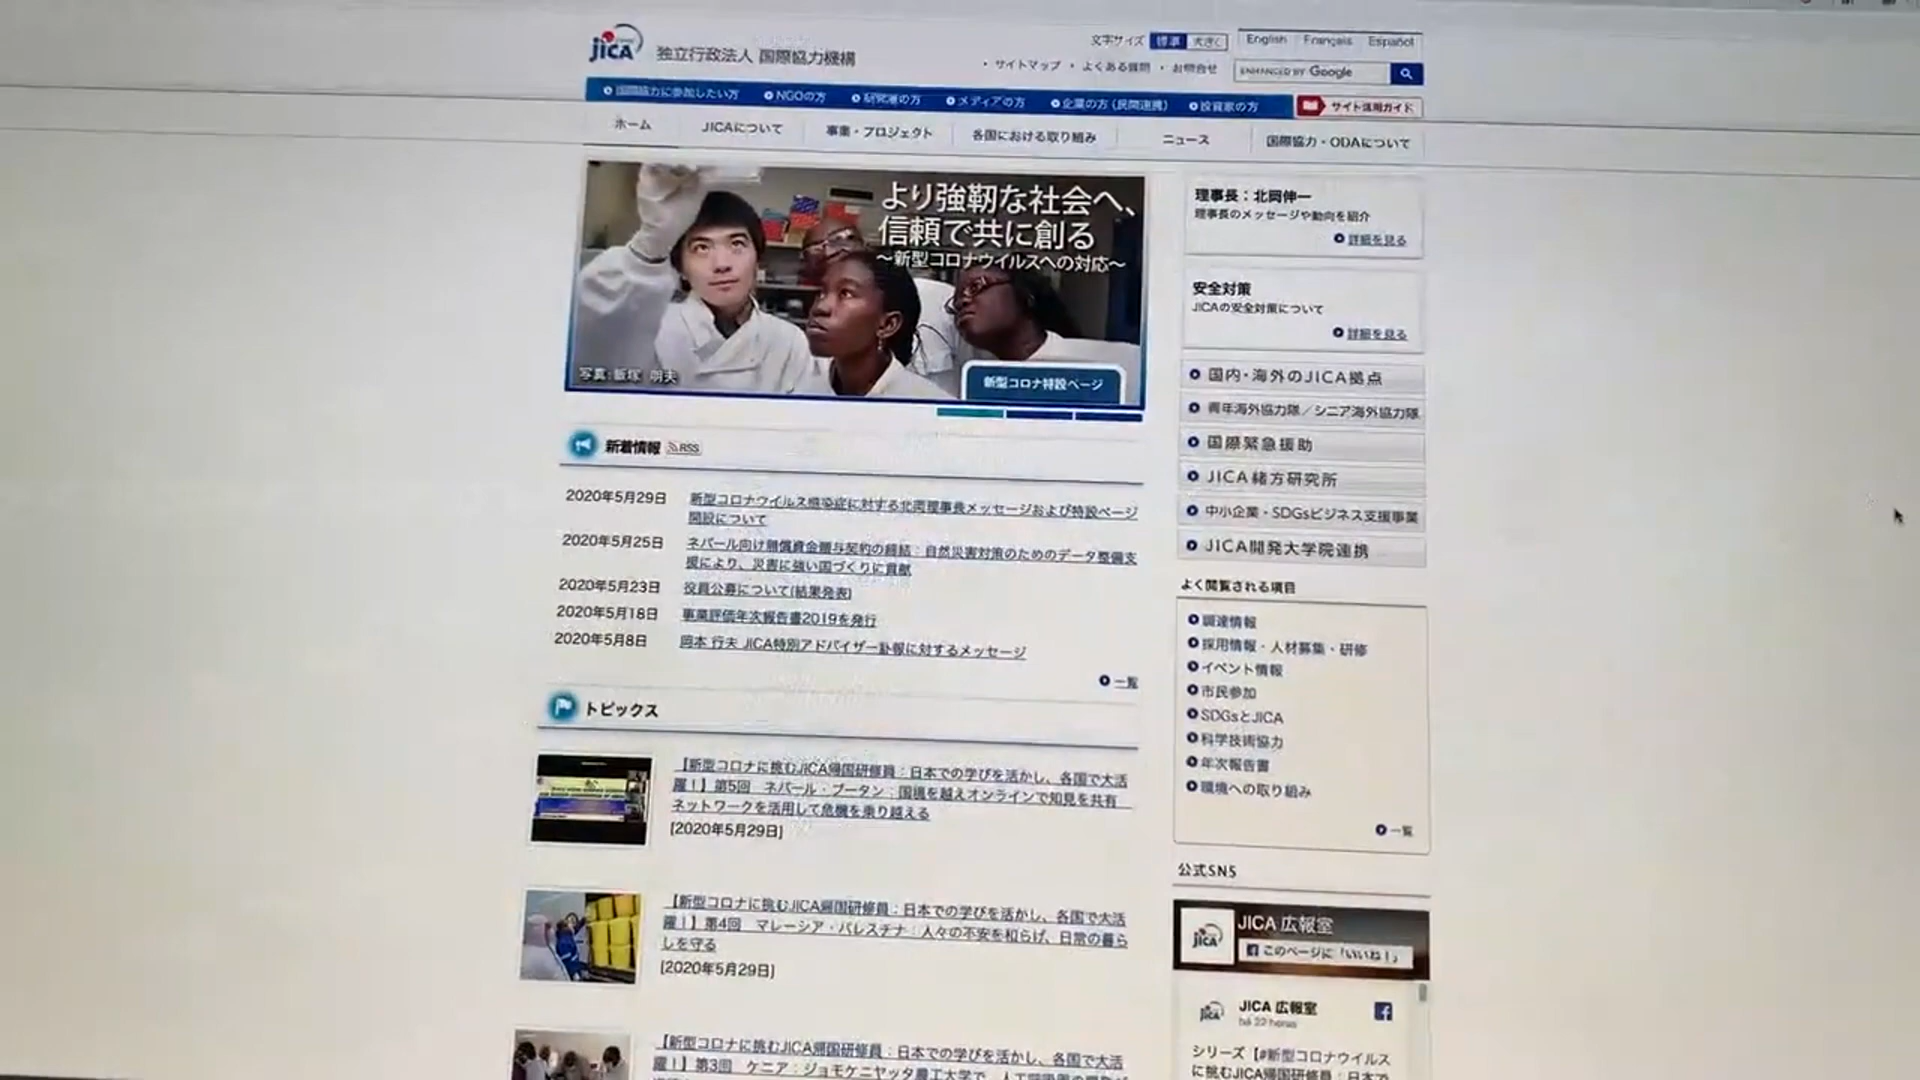 JICA 独立行政法人 国際協力機構
文字サイズ 標準 大きく
English Français Español
・サイトマップ ・よくある質問 ・お問合せ
ENHANCED BY Google
国際協力に参加したい方 NGOの方 研究者の方 メディアの方 企業の方(民間連携) 投資家の方 サイト活用ガイド
ホーム JICAについて 事業・プロジェクト 各国における取り組み ニュース 国際協力・ODAについて
より強靭な社会へ、
信頼で共に創る
〜新型コロナウイルスへの対応〜
写真:飯塚 明夫
新型コロナ特設ページ
新着情報 RSS
2020年5月29日 新型コロナウイルス感染症に対する北岡理事長メッセージおよび特設ページ
開設について
2020年5月25日 ネパール向け無償資金贈与契約の締結:自然災害対策のためのデータ整備支
援により、災害に強い国づくりに貢献
2020年5月23日 役員公募について(結果発表)
2020年5月18日 事業評価年次報告書2019を発行
2020年5月8日 岡本 行夫 JICA特別アドバイザー訃報に対するメッセージ
一覧
トピックス
【新型コロナに挑むJICA帰国研修員:日本での学びを活かし、各国で大活
躍!】第5回 ネパール・ブータン:国境を越えオンラインで知見を共有
ネットワークを活用して危機を乗り越える
[2020年5月29日]
【新型コロナに挑むJICA帰国研修員:日本での学びを活かし、各国で大活
躍!】第4回 マレーシア・パレスチナ:人々の不安を和らげ、日常の暮ら
しを守る
[2020年5月29日]
【新型コロナに挑むJICA帰国研修員:日本での学びを活かし、各国で大活
躍!】第3回 ケニア:ジョモケニヤッタ農工大学で、人工呼吸器の開発が
理事長:北岡伸一
理事長のメッセージや動向を紹介
詳細を見る
安全対策
JICAの安全対策について
詳細を見る
国内・海外のJICA拠点
青年海外協力隊/シニア海外協力隊
国際緊急援助
JICA緒方研究所
中小企業・SDGsビジネス支援事業
JICA開発大学院連携
よく閲覧される項目
調達情報
採用情報・人材募集・研修
イベント情報
市民参加
SDGsとJICA
科学技術協力
年次報告書
環境への取り組み
一覧
公式SNS
JICA JICA 広報室
このページに「いいね!」
JICA JICA 広報室
há 22 horas
シリーズ【#新型コロナウイルス
に挑むJICA帰国研修員:日本で